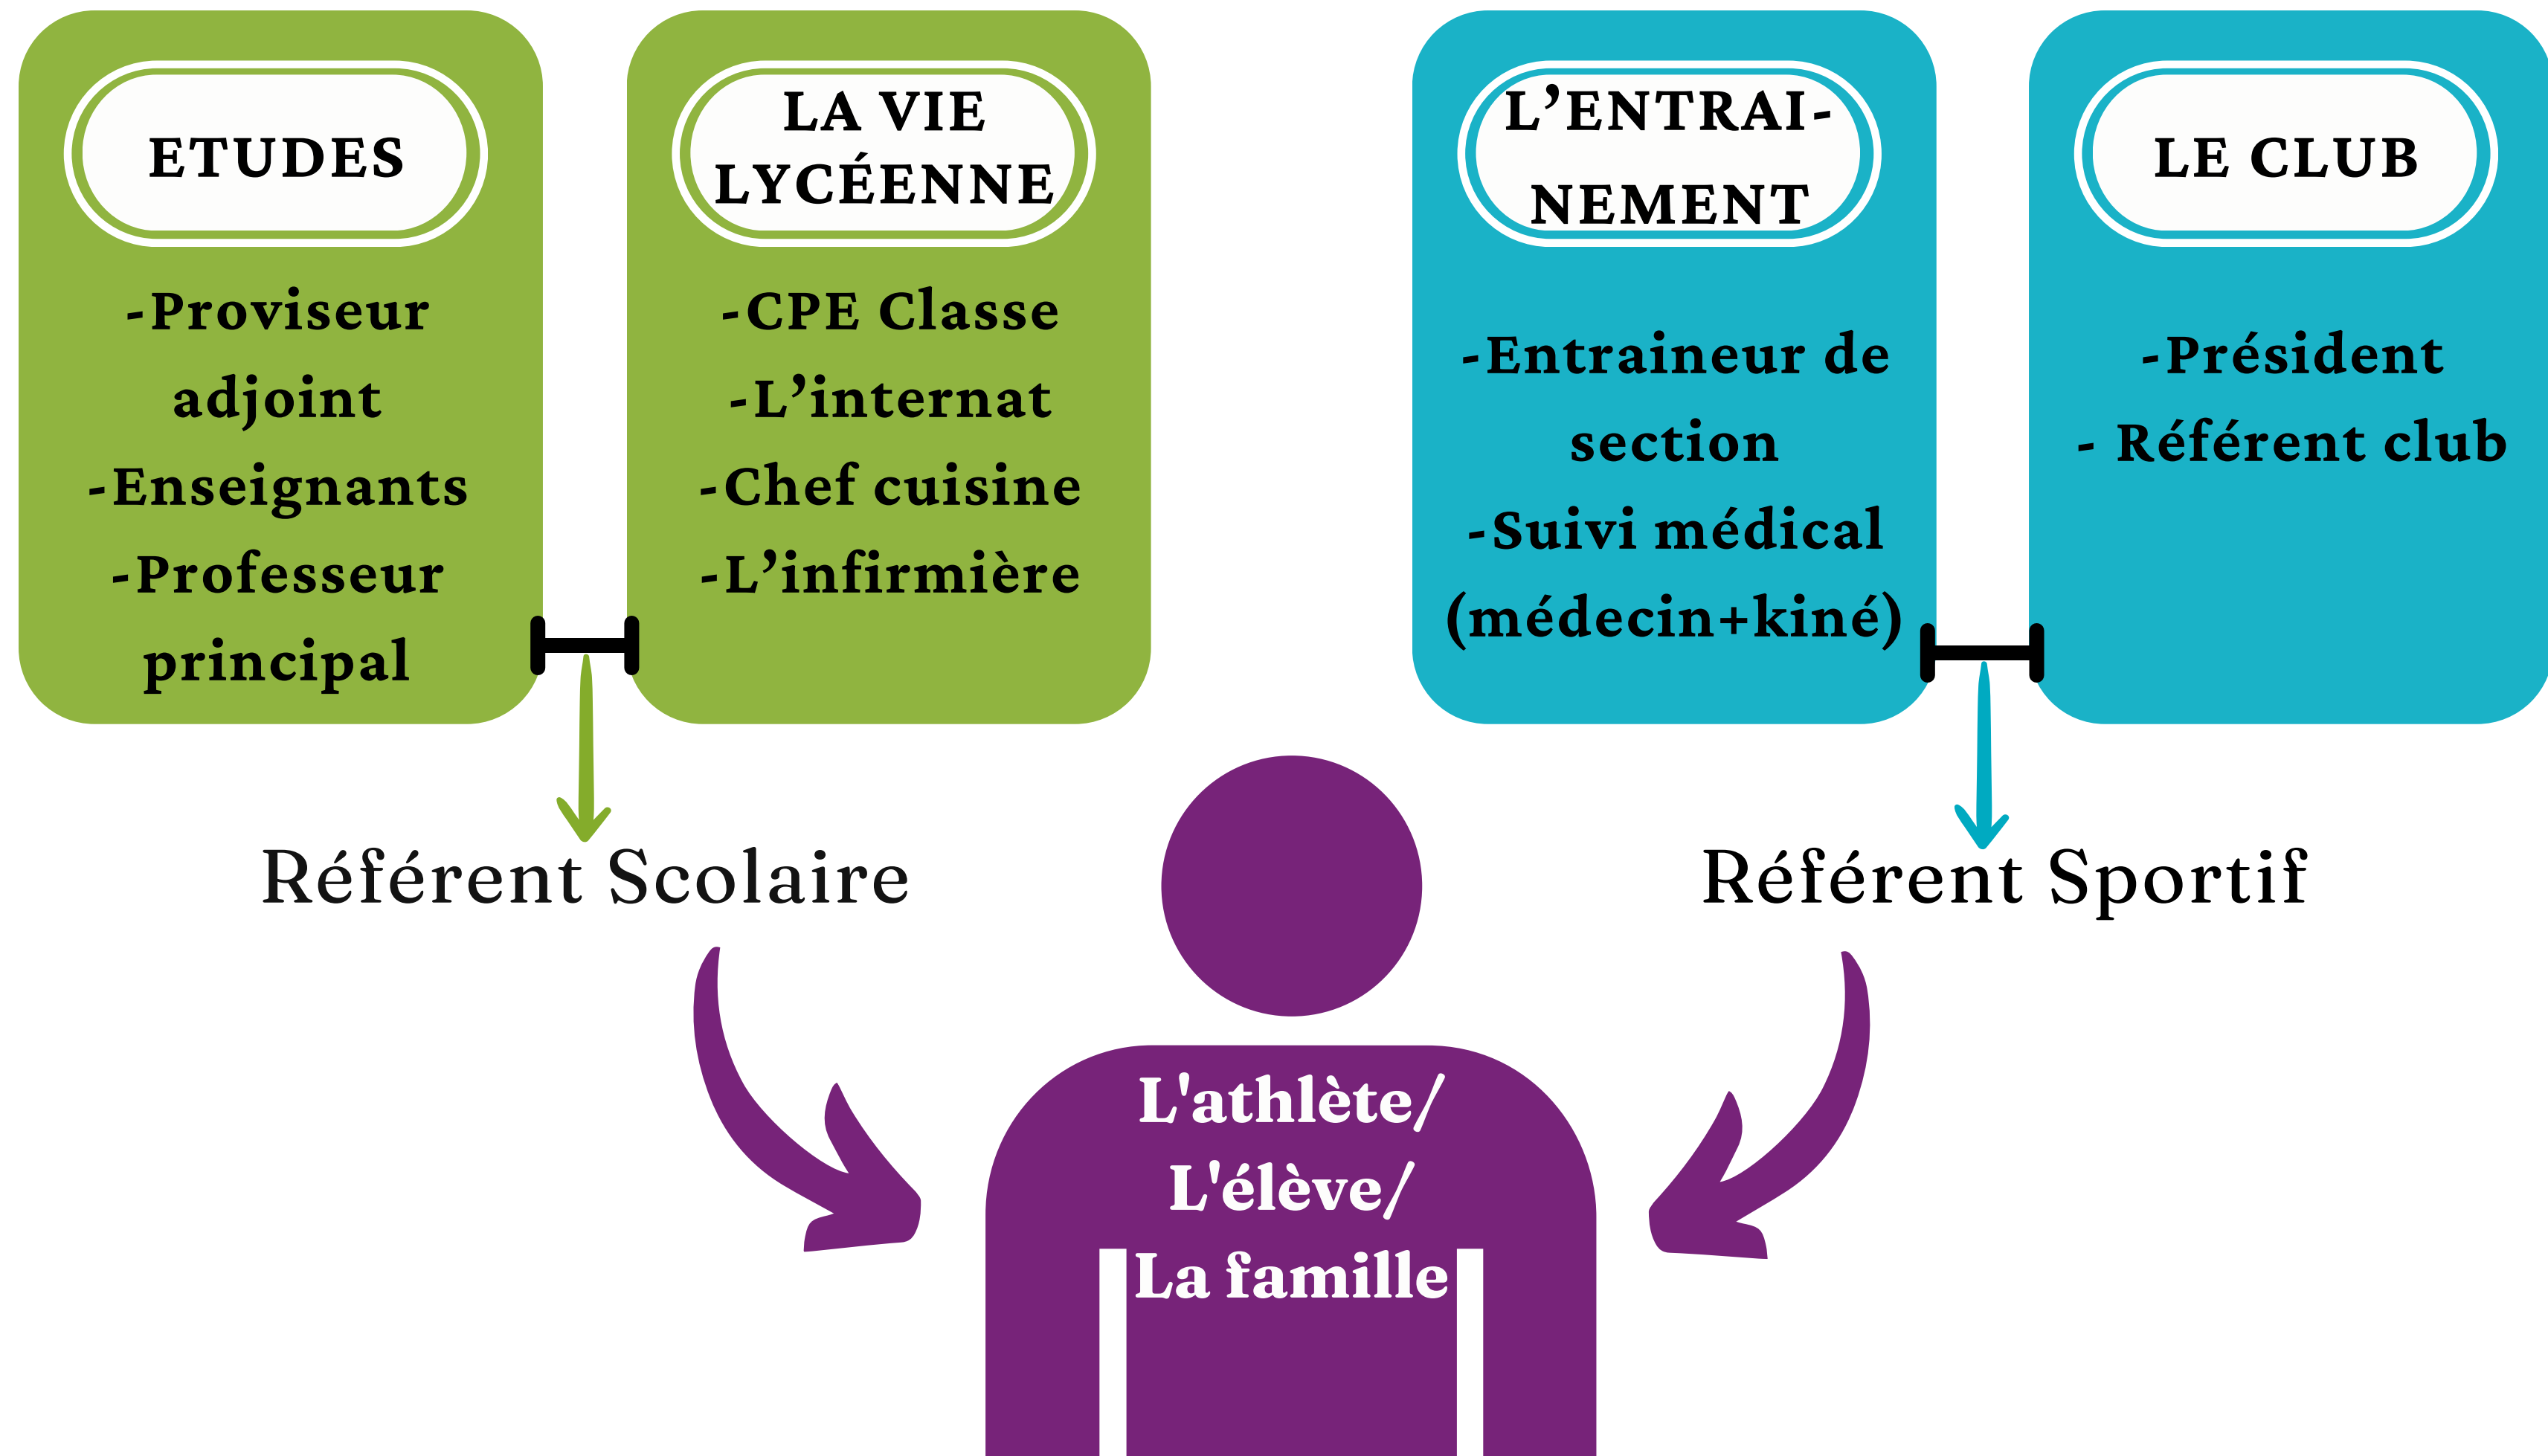 ETUDES
-Proviseur
adjoint
-Enseignants
-Professeur
principal
LA VIE
LYCÉENNE
-CPE Classe
-L’internat
-Chef cuisine
-L’infirmière
L’ENTRAI-
NEMENT
-Entraineur de
section
-Suivi médical
(médecin+kiné)
LE CLUB
-Président
- Référent club
Référent Scolaire
Référent Sportif
L'athlète/
L'élève/
La famille